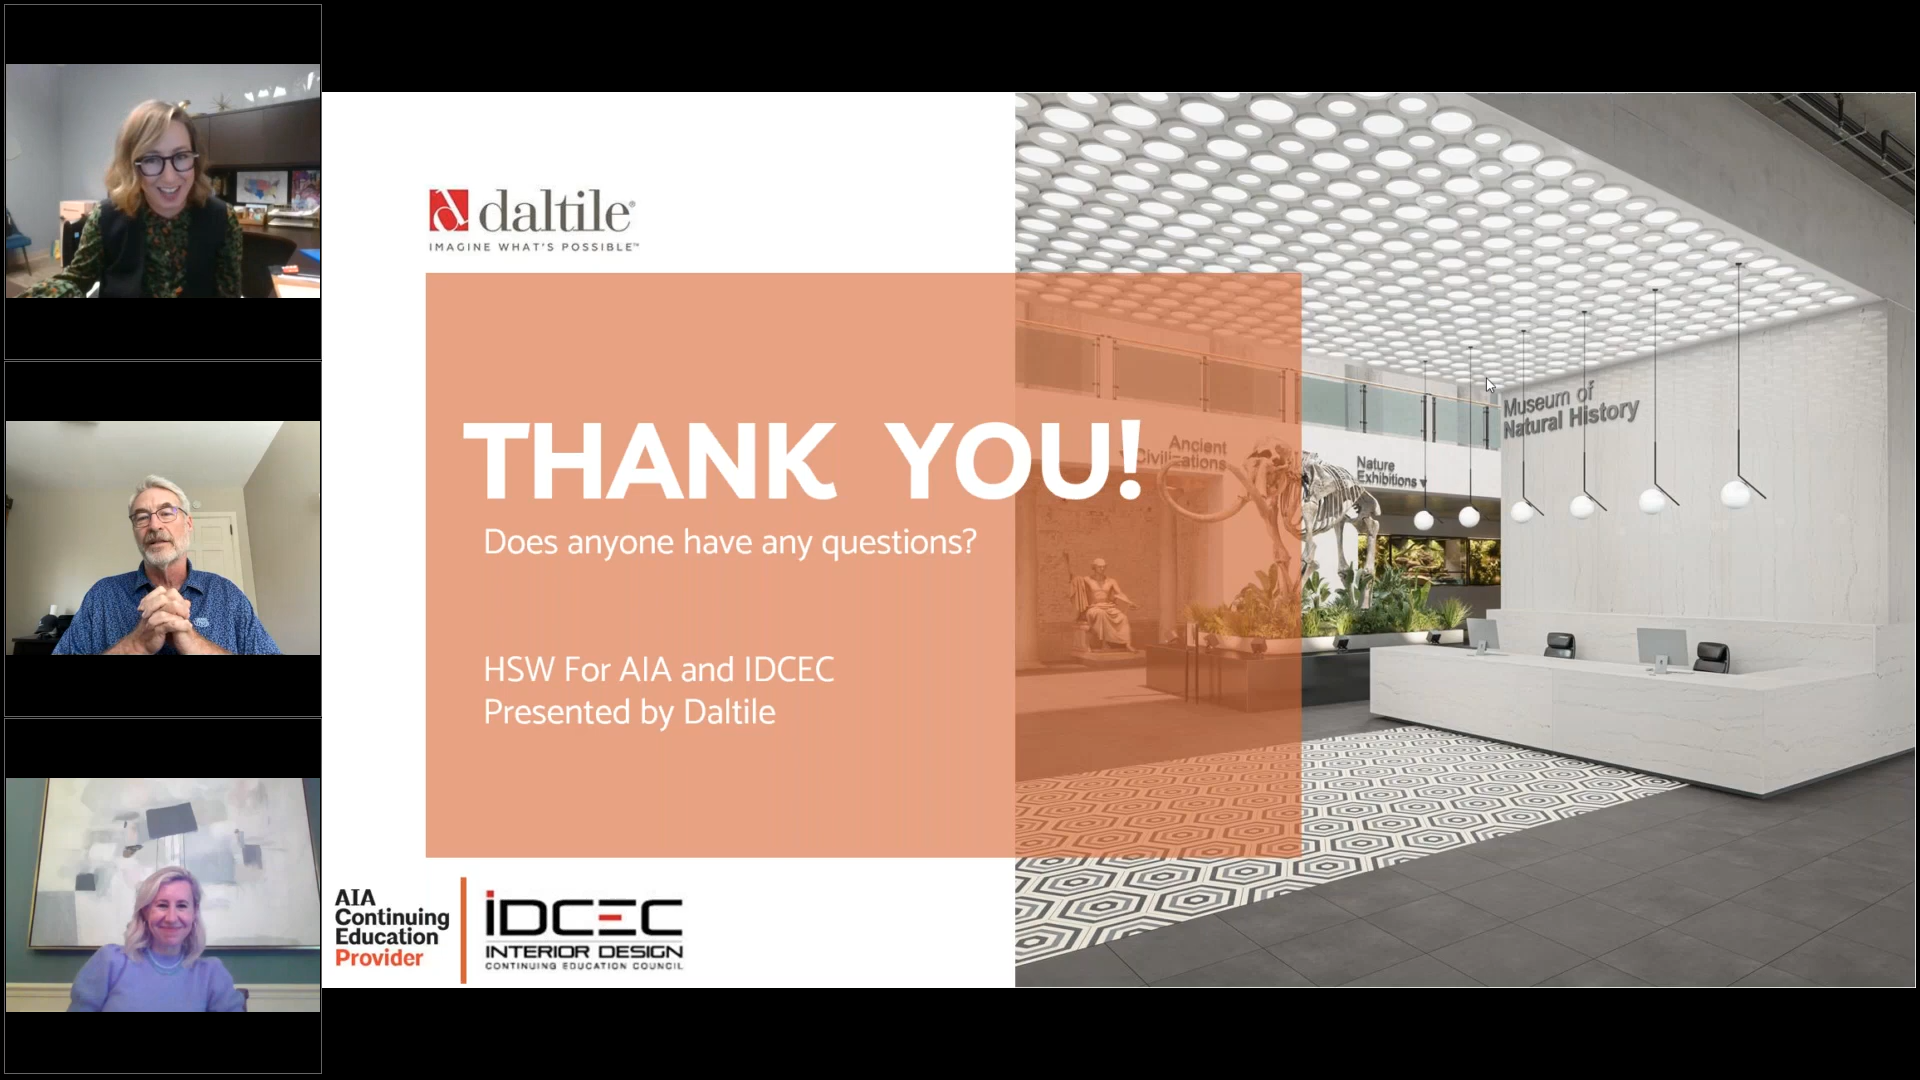 daltile®
IMAGINE WHAT'S POSSIBLE™
THANK YOU!
Does anyone have any questions?
HSW For AIA and IDCEC
Presented by Daltile
AIA
Continuing
Education
Provider
IDCEC
INTERIOR DESIGN
CONTINUING EDUCATION COUNCIL
Ancient
Civilizations
Nature
Exhibitions ▼
Museum of
Natural History